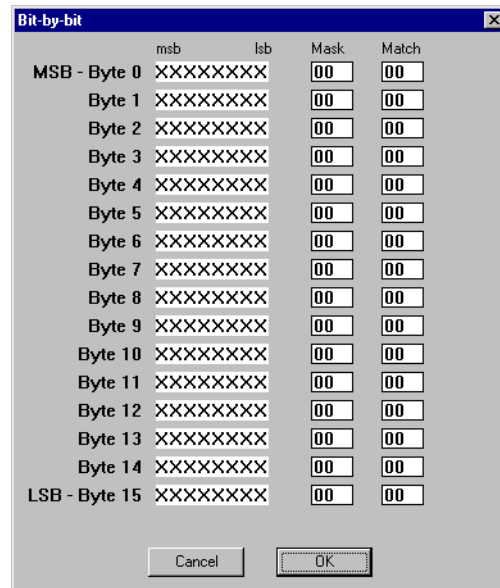 Bit-by-bit
msb lsb Mask Match
MSB - Byte 0 XXXXXXXX 00 00
Byte 1 XXXXXXXX 00 00
Byte 2 XXXXXXXX 00 00
Byte 3 XXXXXXXX 00 00
Byte 4 XXXXXXXX 00 00
Byte 5 XXXXXXXX 00 00
Byte 6 XXXXXXXX 00 00
Byte 7 XXXXXXXX 00 00
Byte 8 XXXXXXXX 00 00
Byte 9 XXXXXXXX 00 00
Byte 10 XXXXXXXX 00 00
Byte 11 XXXXXXXX 00 00
Byte 12 XXXXXXXX 00 00
Byte 13 XXXXXXXX 00 00
Byte 14 XXXXXXXX 00 00
LSB - Byte 15 XXXXXXXX 00 00
Cancel OK